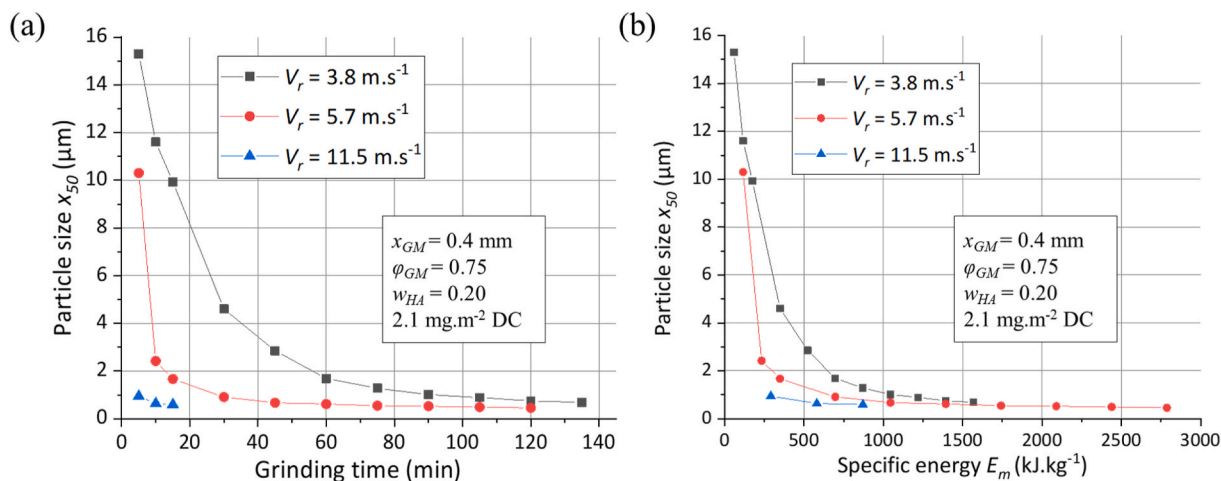 (a)
16
14
12
10
8
6
4
2
0
Particle size x50 (µm)
Vr = 3.8 m.s-1
Vr = 5.7 m.s-1
Vr = 11.5 m.s-1
xGM = 0.4 mm
φGM = 0.75
wHA = 0.20
2.1 mg.m-2 DC
0 20 40 60 80 100 120 140
Grinding time (min)
(b)
16
14
12
10
8
6
4
2
0
Particle size x50 (µm)
Vr = 3.8 m.s-1
Vr = 5.7 m.s-1
Vr = 11.5 m.s-1
xGM = 0.4 mm
φGM = 0.75
wHA = 0.20
2.1 mg.m-2 DC
0 500 1000 1500 2000 2500 3000
Specific energy Em (kJ.kg-1)